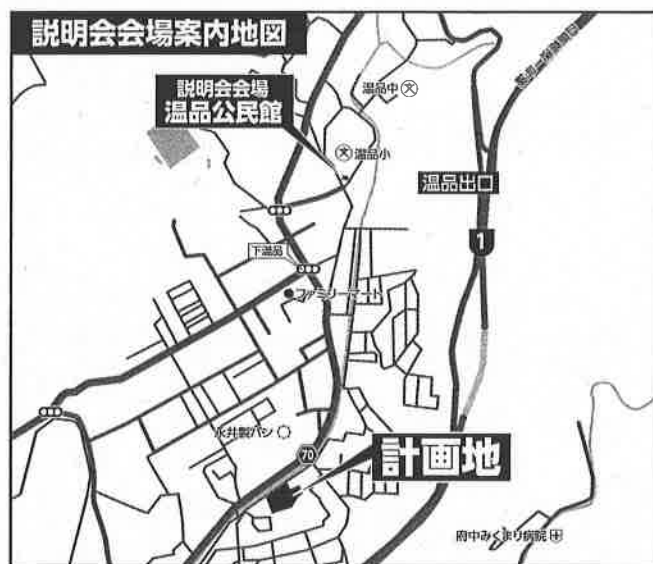 説明会会場案内地図
説明会会場
温品公民館
温品中
文
文
温品小
温品出口
1
下温品
ファミリーマート
永井製パン
70
計画地
府中みくまり病院